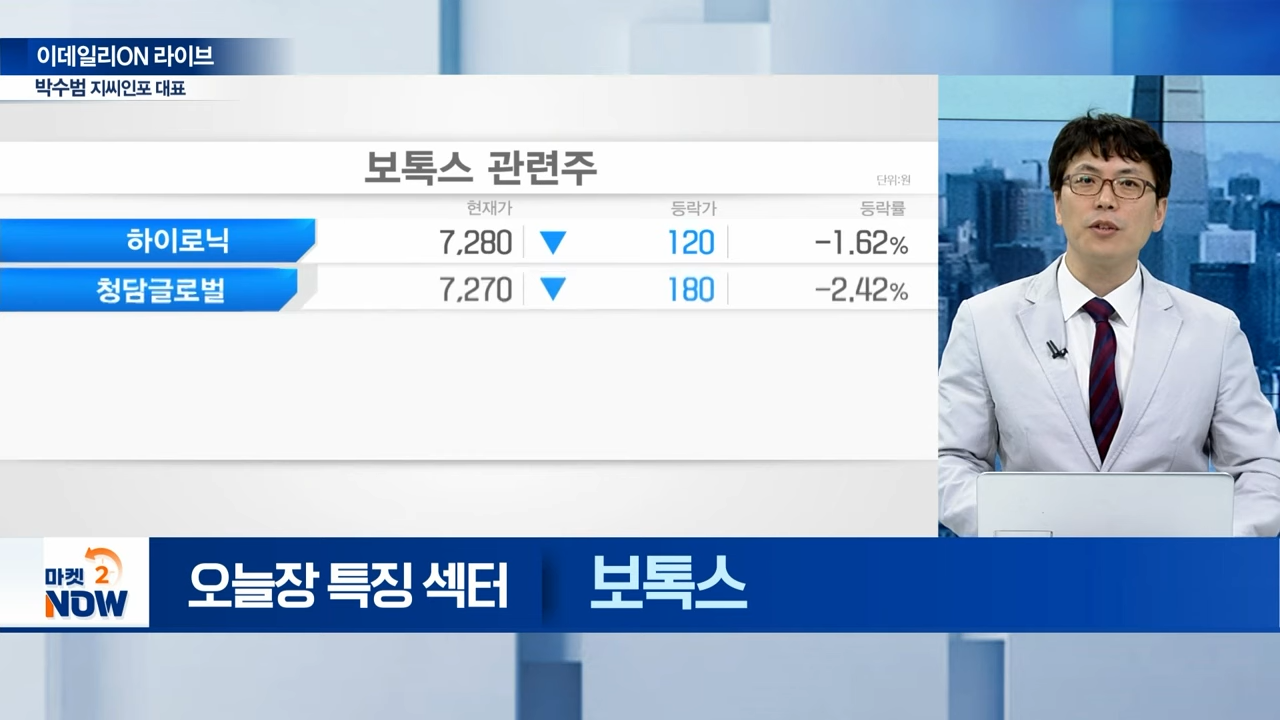 이데일리ON 라이브
박수범 지씨인포 대표
보톡스 관련주
단위:원
현재가 등락가 등락률
하이로닉 7,280 ▼ 120 -1.62%
청담글로벌 7,270 ▼ 180 -2.42%
마켓 2
NOW
오늘장 특징 섹터 보톡스